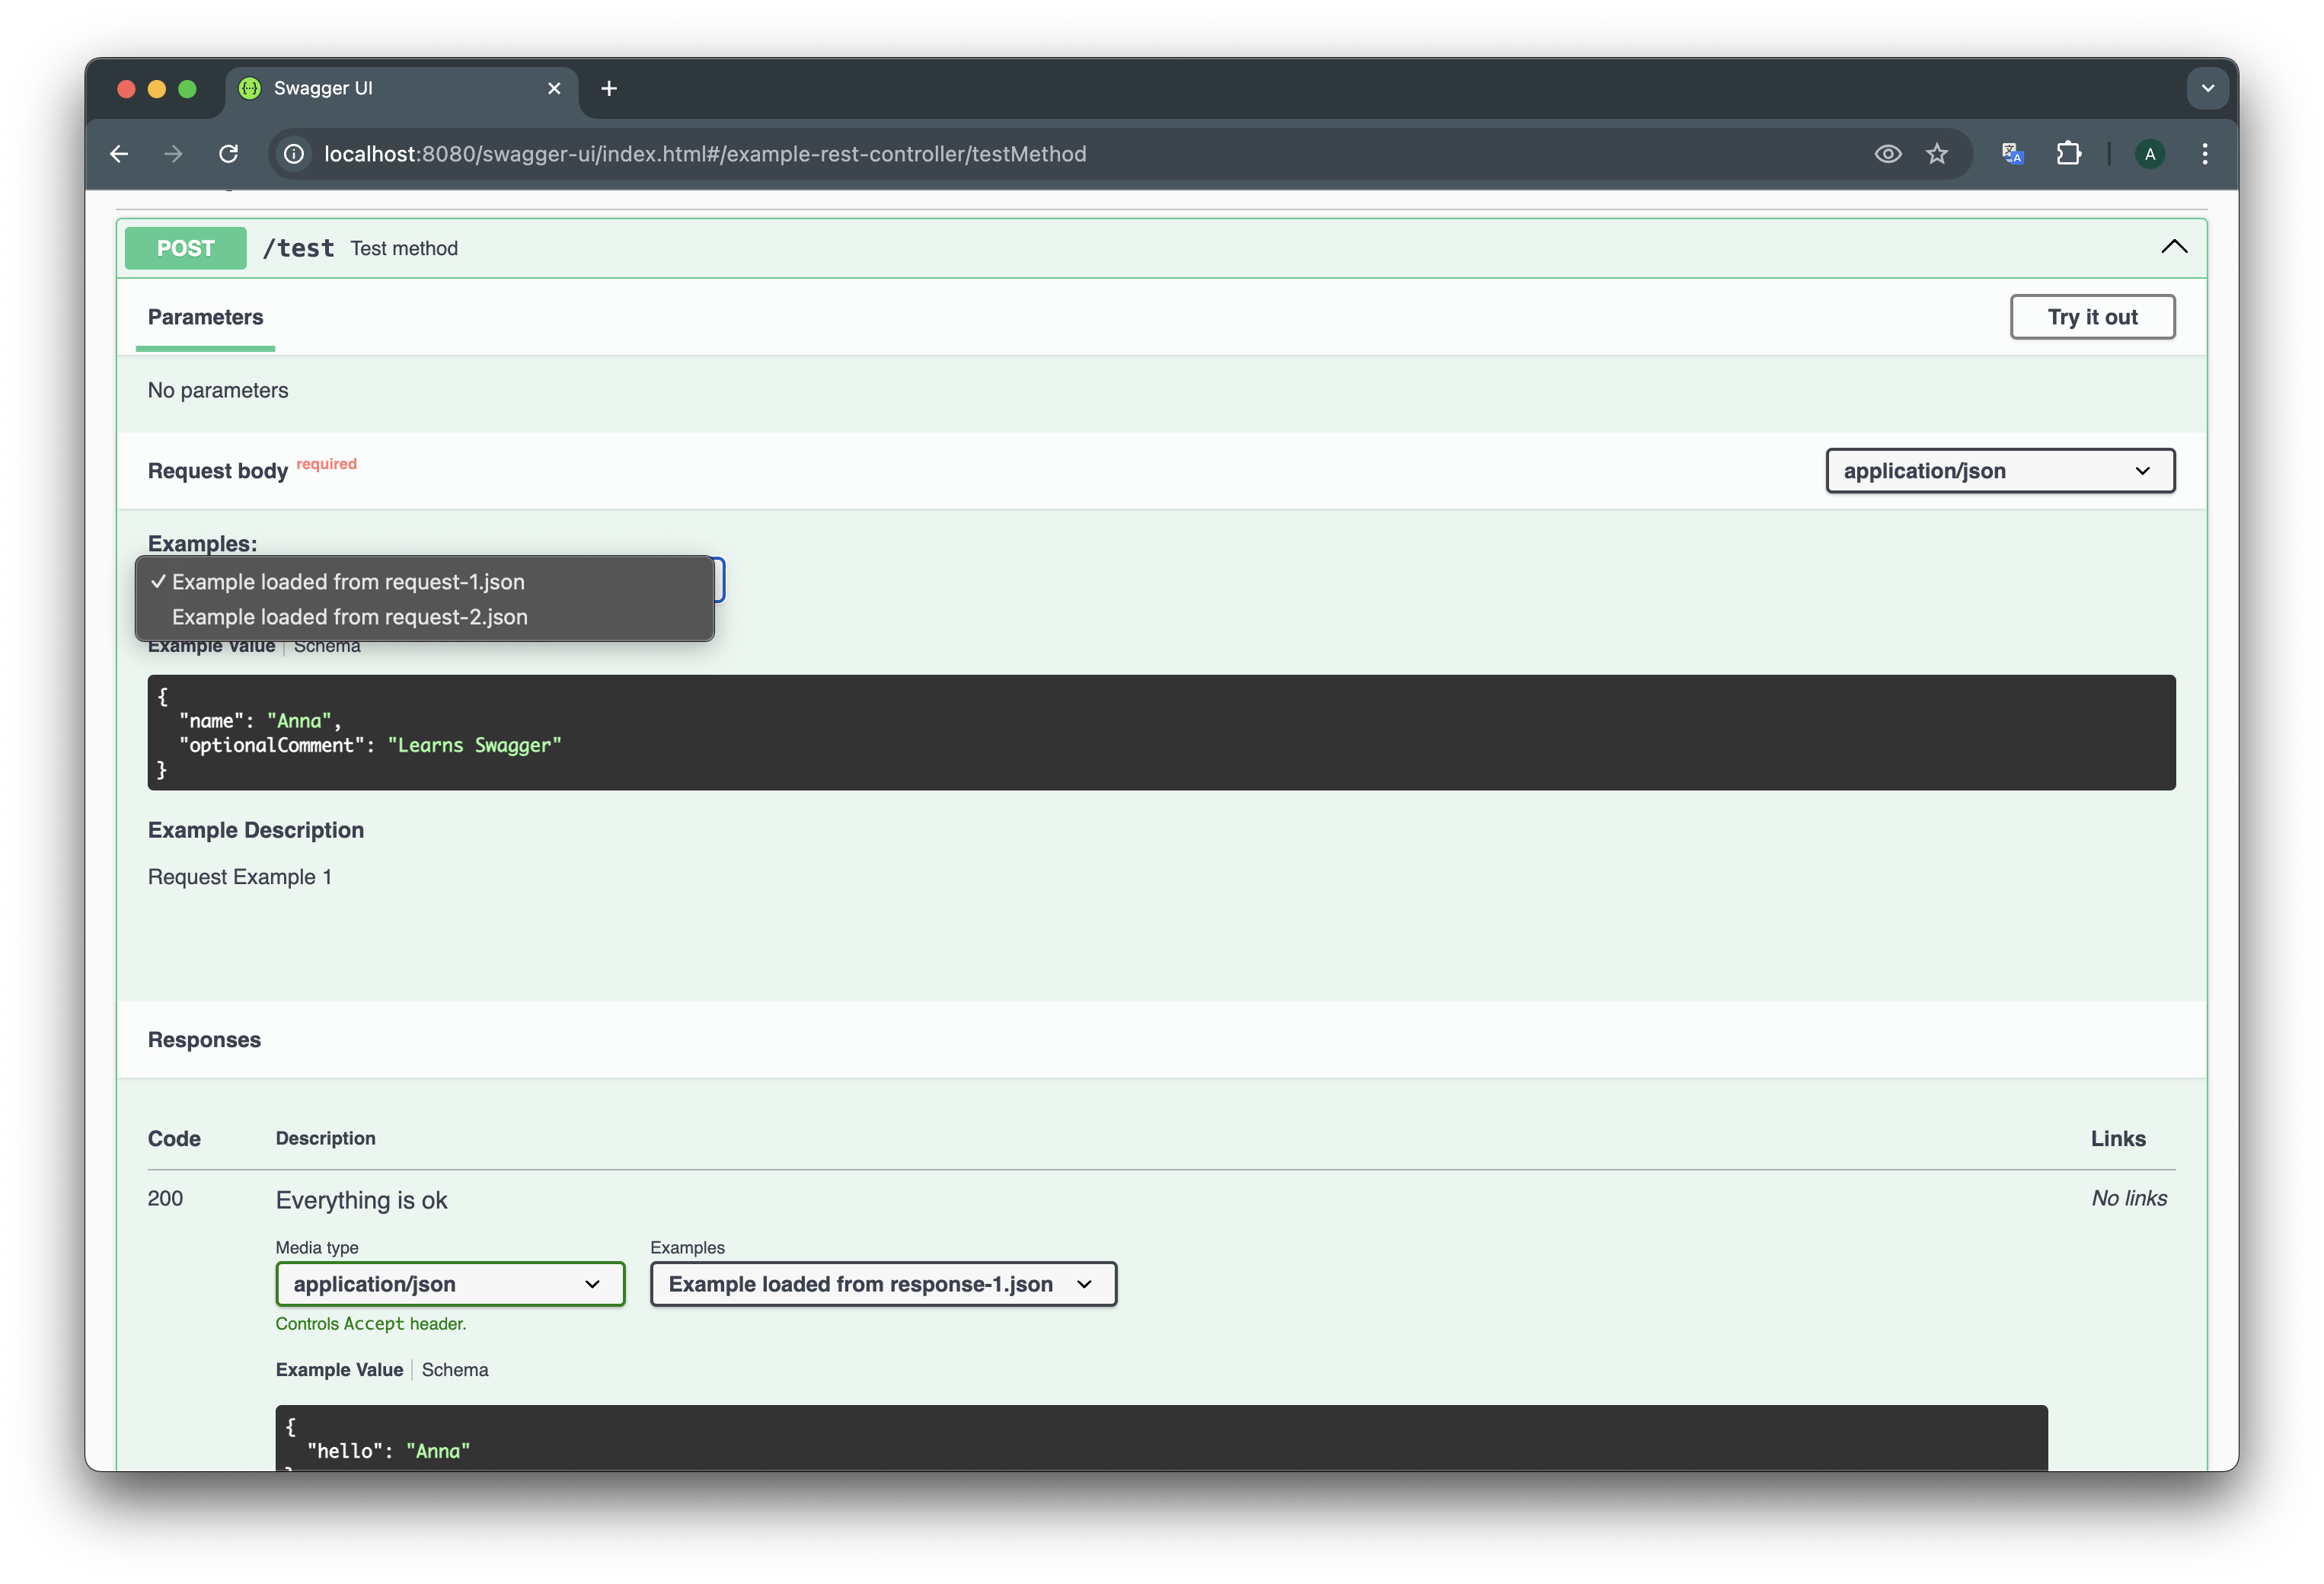 Swagger UI
localhost:8080/swagger-ui/index.html#/example-rest-controller/testMethod
A
POST /test Test method
Parameters
Try it out
No parameters
Request body required
application/json
Examples:
✓ Example loaded from request-1.json
Example loaded from request-2.json
Example Value | Schema
{
"name": "Anna",
"optionalComment": "Learns Swagger"
}
Example Description
Request Example 1
Responses
Code Description Links
200 Everything is ok No links
Media type Examples
application/json Example loaded from response-1.json
Controls Accept header.
Example Value | Schema
{
"hello": "Anna"